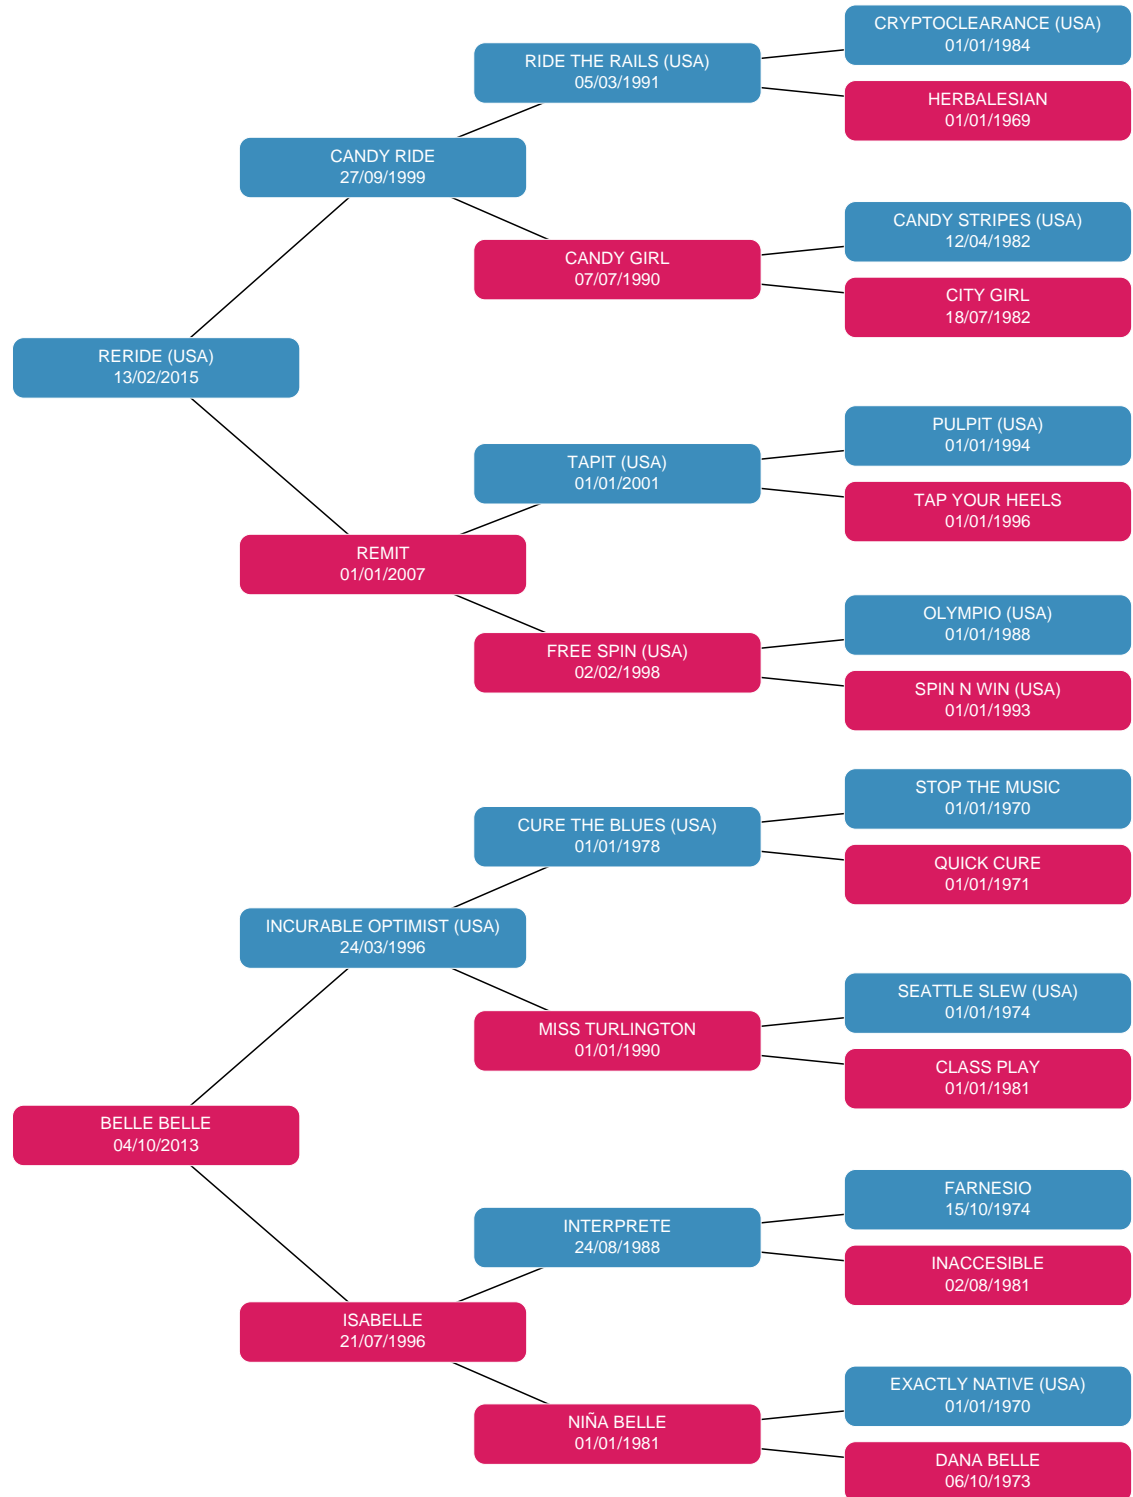 CRYPTOCLEARANCE (USA)
01/01/1984
RIDE THE RAILS (USA)
05/03/1991
HERBALESIAN
01/01/1969
CANDY RIDE
27/09/1999
CANDY STRIPES (USA)
12/04/1982
CANDY GIRL
07/07/1990
CITY GIRL
18/07/1982
RERIDE (USA)
13/02/2015
PULPIT (USA)
01/01/1994
TAPIT (USA)
01/01/2001
TAP YOUR HEELS
01/01/1996
REMIT
01/01/2007
OLYMPIO (USA)
01/01/1988
FREE SPIN (USA)
02/02/1998
SPIN N WIN (USA)
01/01/1993
STOP THE MUSIC
01/01/1970
CURE THE BLUES (USA)
01/01/1978
QUICK CURE
01/01/1971
INCURABLE OPTIMIST (USA)
24/03/1996
SEATTLE SLEW (USA)
01/01/1974
MISS TURLINGTON
01/01/1990
CLASS PLAY
01/01/1981
BELLE BELLE
04/10/2013
FARNESIO
15/10/1974
INTERPRETE
24/08/1988
INACCESIBLE
02/08/1981
ISABELLE
21/07/1996
EXACTLY NATIVE (USA)
01/01/1970
NIÑA BELLE
01/01/1981
DANA BELLE
06/10/1973